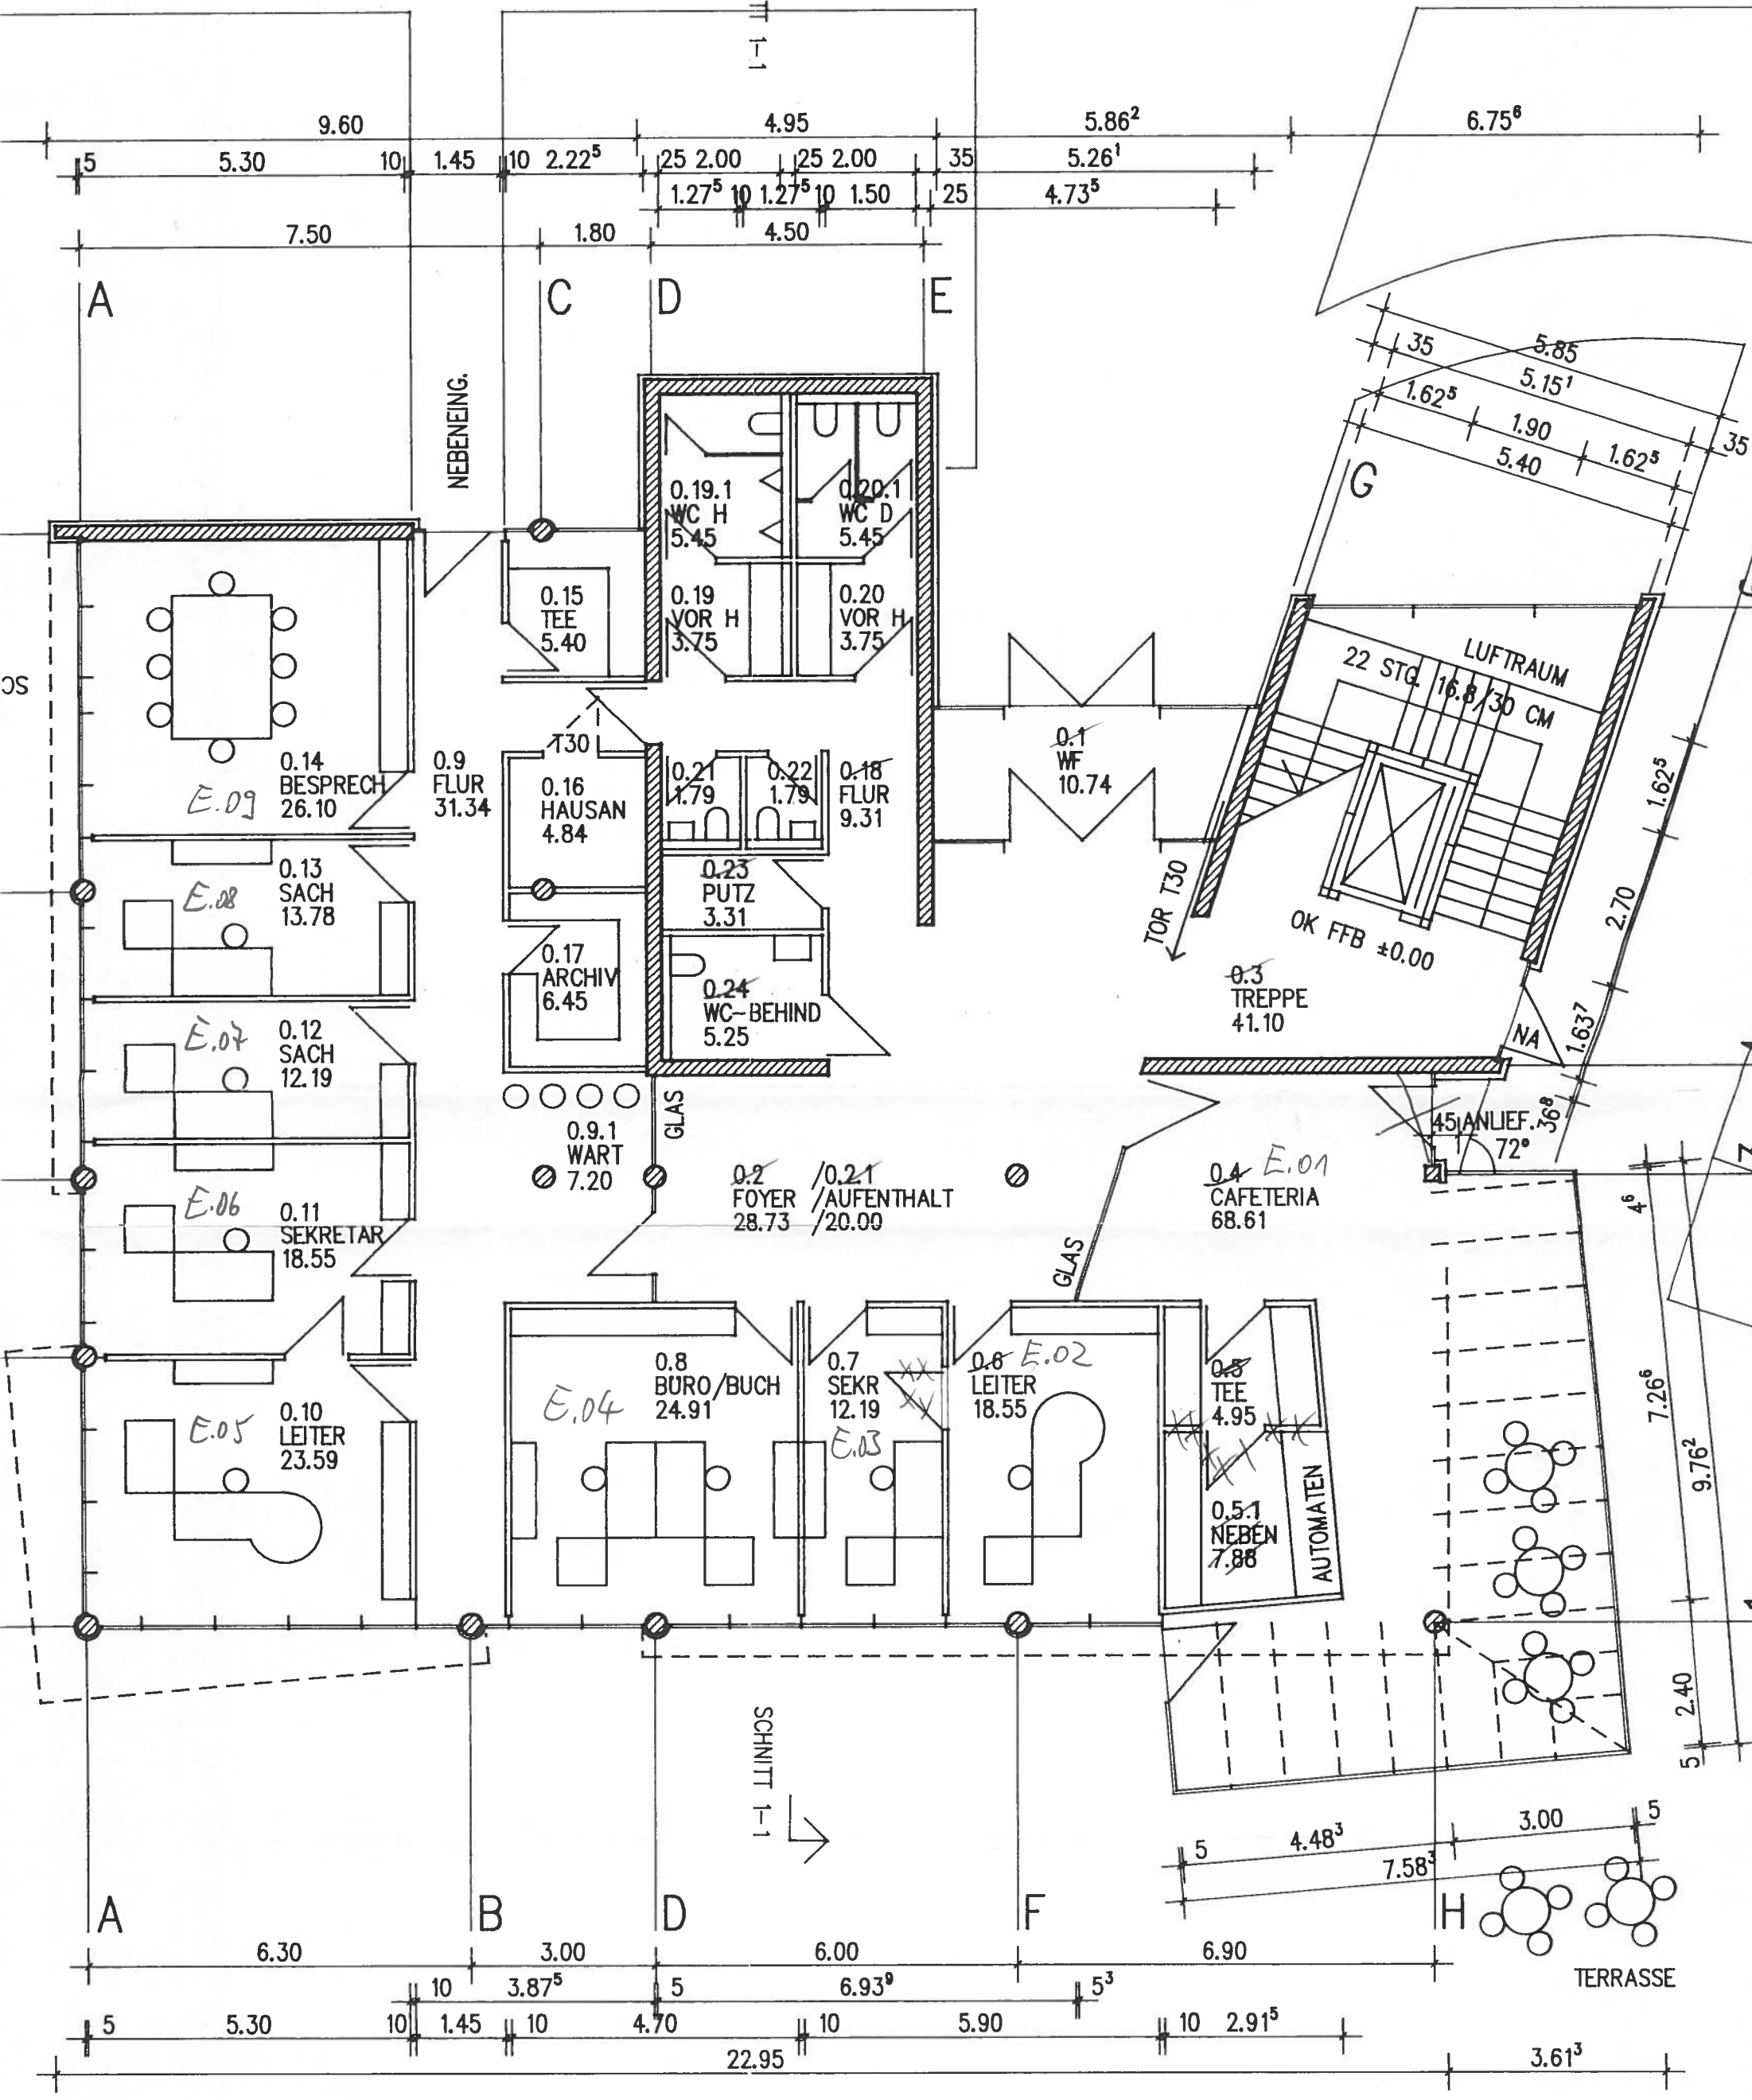 1-1
9.60 4.95 5.86² 6.75⁶
5 5.30 10 1.45 10 2.22⁵ 25 2.00 25 2.00 35 5.26¹
1.27⁵ 10 1.27⁵ 10 1.50 25 4.73⁵
7.50 1.80 4.50
A C D E
NEBENEING.
35 5.85
5.15¹
1.62⁵ 1.90 1.62⁵ 35
5.40
G
0.19.1
WC H
5.45
0.20.1
WC D
5.45
0.15
TEE
5.40
0.19
VOR H
3.75
0.20
VOR H
3.75
LUFTRAUM
22 STG. 16.8/30 CM
0.14
BESPRECH
26.10
E.09
0.9
FLUR
31.34
T30
0.16
HAUSAN
4.84
0.21
1.79
0.22
1.79
0.18
FLUR
9.31
0.1
WF
10.74
1.62⁵
2.70
1.63⁷
36⁸
0.13
SACH
13.78
E.08
0.23
PUTZ
3.31
TOR T30
OK FFB ±0.00
0.17
ARCHIV
6.45
0.24
WC-BEHIND
5.25
0.3
TREPPE
41.10
NA
E.07
0.12
SACH
12.19
GLAS
45 ANLIEF.
72°
0.9.1
WART
7.20
0.2 /0.2.1
FOYER /AUFENTHALT
28.73 /20.00
0.4 E.01
CAFETERIA
68.61
E.06
0.11
SEKRETAR
18.55
GLAS
4⁶
7.26⁶
9.76²
2.40
5
E.05
0.10
LEITER
23.59
0.8
BURO/BUCH
24.91
E.04
0.7
SEKR
12.19
E.03
0.6 E.02
LEITER
18.55
0.5
TEE
4.95
0.5.1
NEBEN
7.88
AUTOMATEN
SCHNITT 1-1
5 4.48³ 3.00 5
7.58³
A B D F H
6.30 3.00 6.00 6.90
TERRASSE
10 3.87⁵ 5 6.93⁹ 5³
5 5.30 10 1.45 10 4.70 10 5.90 10 2.91⁵
22.95 3.61³